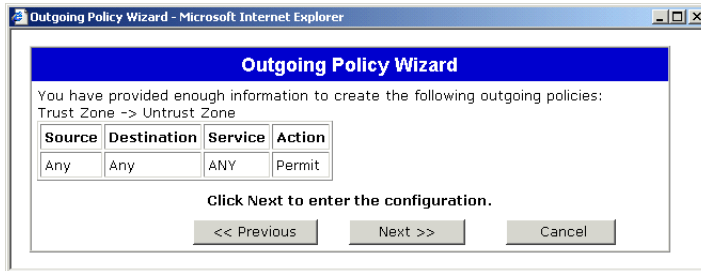 Outgoing Policy Wizard - Microsoft Internet Explorer
Outgoing Policy Wizard
You have provided enough information to create the following outgoing policies:
Trust Zone -> Untrust Zone
Source Destination Service Action
Any Any ANY Permit
Click Next to enter the configuration.
<< Previous Next >> Cancel